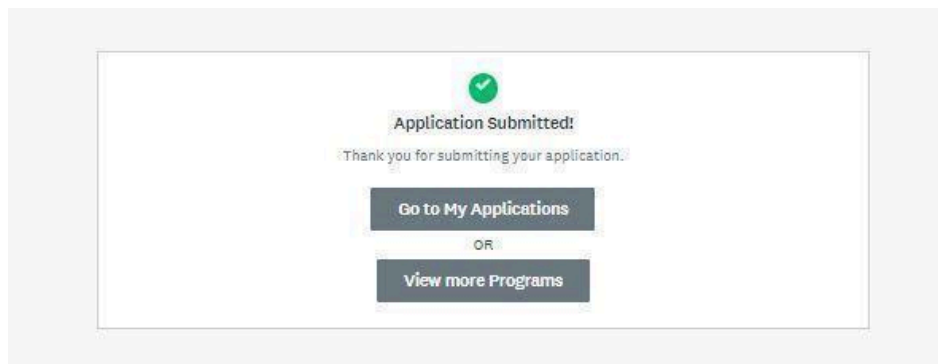 Application Submitted!
Thank you for submitting your application.
Go to My Applications
OR
View more Programs